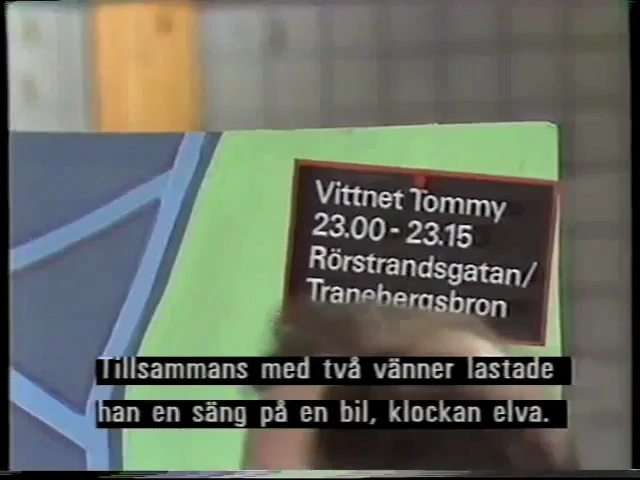 Vittnet Tommy
23.00 - 23.15
Rörstrandsgatan/
Tranebergsbron
Tillsammans med två vänner lastade
han en säng på en bil, klockan elva.